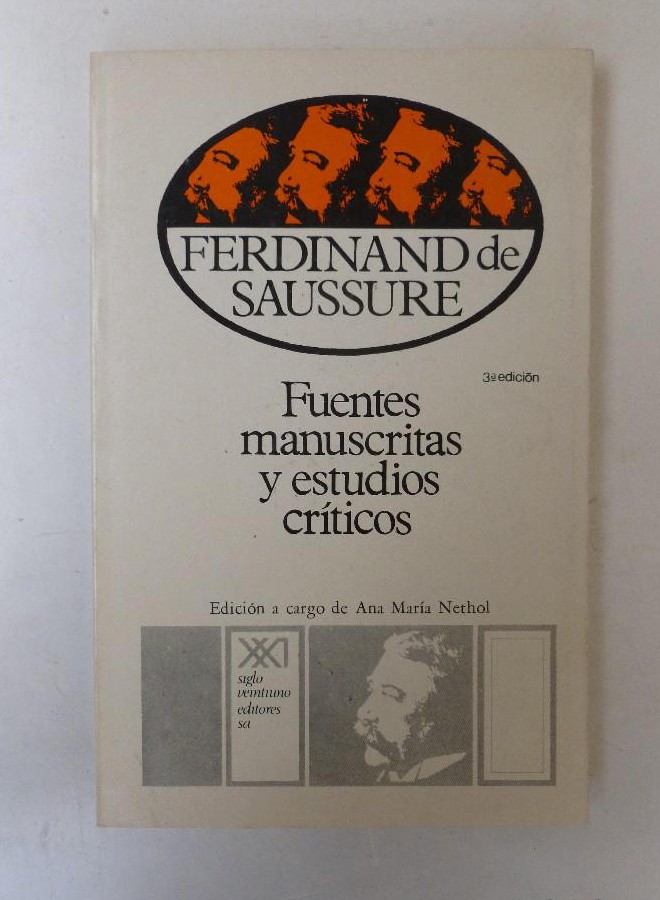 FERDINAND de
SAUSSURE
3ª edición
Fuentes
manuscritas
y estudios
críticos
Edición a cargo de Ana María Nethol
XXI
siglo
veintiuno
editores
sa